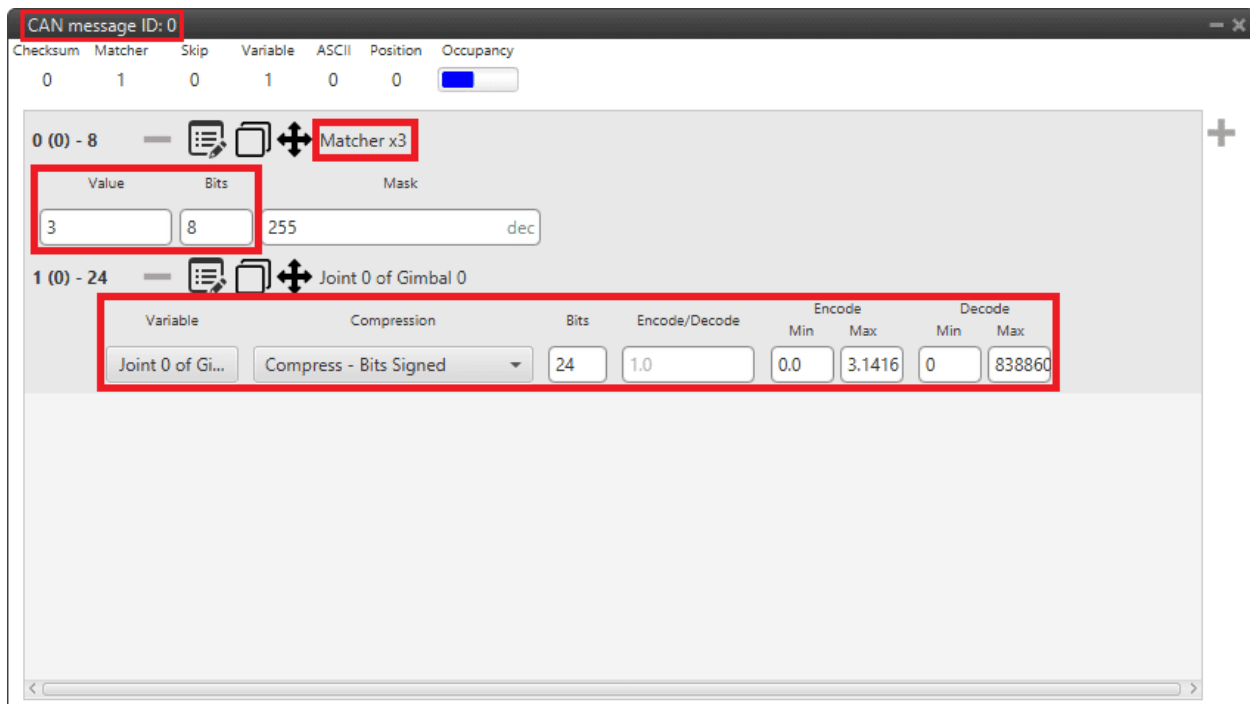 CAN message ID: 0
Checksum Matcher Skip Variable ASCII Position Occupancy
0 1 0 1 0 0
0 (0) - 8 Matcher x3
Value Bits Mask
3 8 255 dec
1 (0) - 24 Joint 0 of Gimbal 0
Variable Compression Bits Encode/Decode Encode Decode
Min Max Min Max
Joint 0 of Gi... Compress - Bits Signed 24 1.0 0.0 3.1416 0 838860